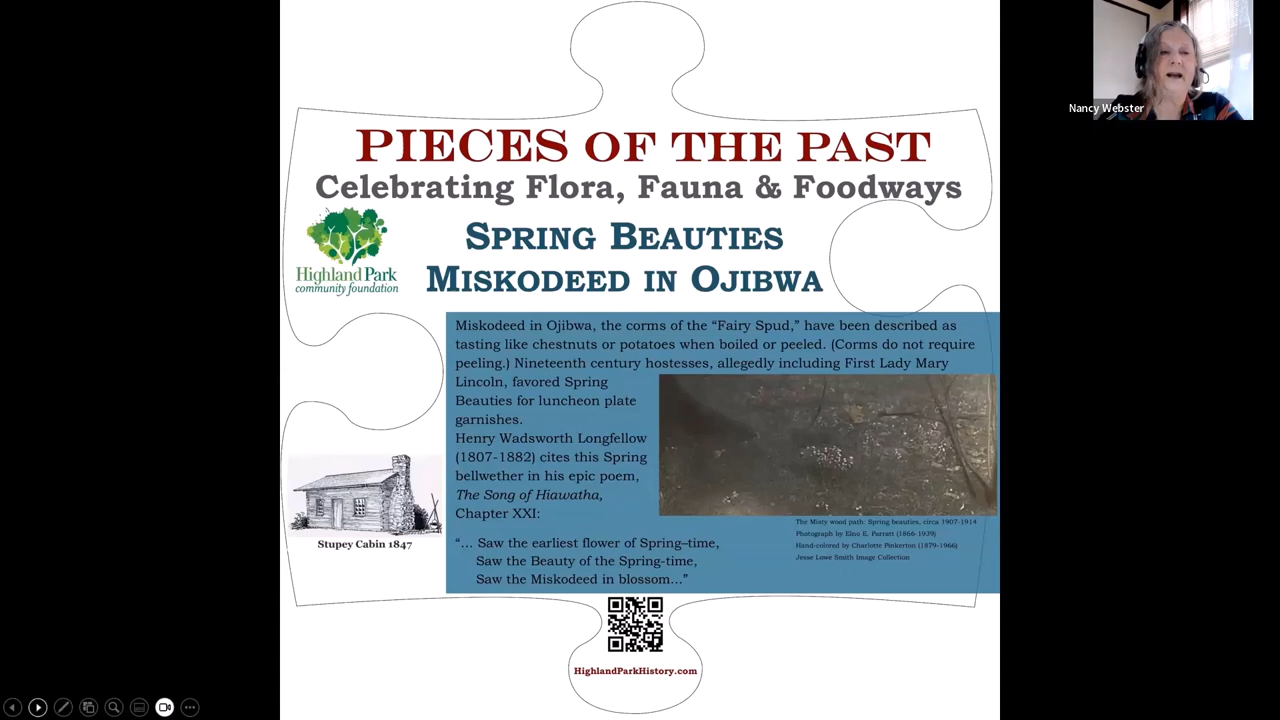 Nancy Webster
PIECES OF THE PAST
Celebrating Flora, Fauna & Foodways
SPRING BEAUTIES
MISKODEED IN OJIBWA
Highland Park
community foundation
Miskodeed in Ojibwa, the corms of the “Fairy Spud,” have been described as
tasting like chestnuts or potatoes when boiled or peeled. (Corms do not require
peeling.) Nineteenth century hostesses, allegedly including First Lady Mary
Lincoln, favored Spring
Beauties for luncheon plate
garnishes.
Henry Wadsworth Longfellow
(1807-1882) cites this Spring
bellwether in his epic poem,
The Song of Hiawatha,
Chapter XXI:
“… Saw the earliest flower of Spring–time,
Saw the Beauty of the Spring-time,
Saw the Miskodeed in blossom…”
The Misty wood path: Spring beauties, circa 1907-1914
Photograph by Elno E. Parratt (1866-1939)
Hand-colored by Charlotte Pinkerton (1879-1966)
Jesse Lowe Smith Image Collection
Stupey Cabin 1847
HighlandParkHistory.com